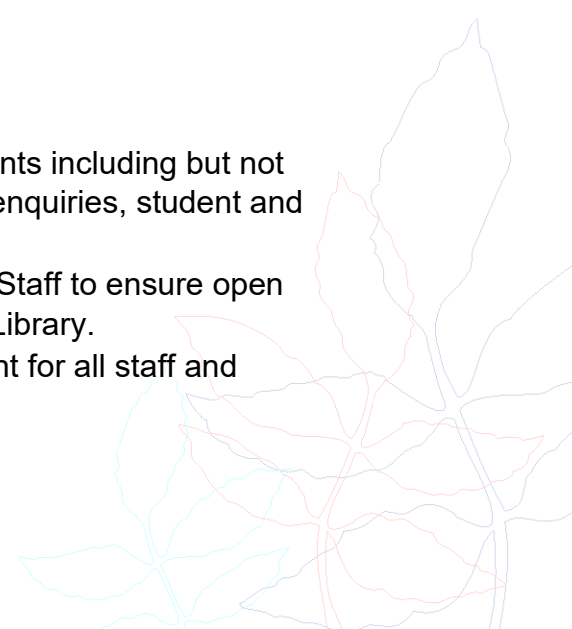 nts including but not
enquiries, student and
Staff to ensure open
Library.
nt for all staff and